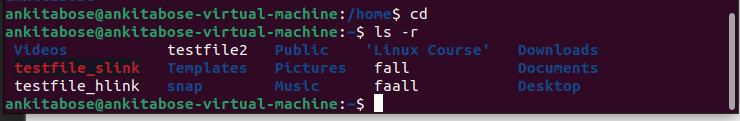 ankitabose@ankitabose-virtual-machine:/home$ cd
ankitabose@ankitabose-virtual-machine:~$ ls -r
Videos testfile2 Public 'Linux Course' Downloads
testfile_slink Templates Pictures fall Documents
testfile_hlink snap Music faall Desktop
ankitabose@ankitabose-virtual-machine:~$